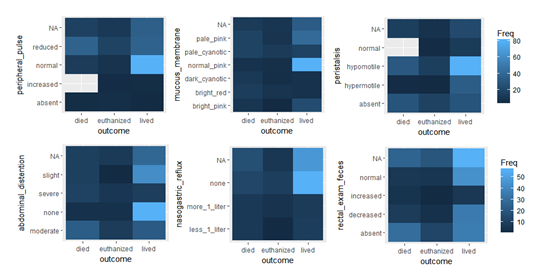 peripheral_pulse
NA
reduced
normal
increased
absent
died euthanized lived
outcome
mucous_membrane
NA
pale_pink
pale_cyanotic
normal_pink
dark_cyanotic
bright_red
bright_pink
died euthanized lived
outcome
peristalsis
NA
normal
hypomotile
hypermotile
absent
died euthanized lived
outcome
Freq
80
60
40
20
abdominal_distention
NA
slight
severe
none
moderate
died euthanized lived
outcome
nasogastric_reflux
NA
none
more_1_liter
less_1_liter
died euthanized lived
outcome
rectal_exam_feces
NA
normal
increased
decreased
absent
died euthanized lived
outcome
Freq
50
40
30
20
10